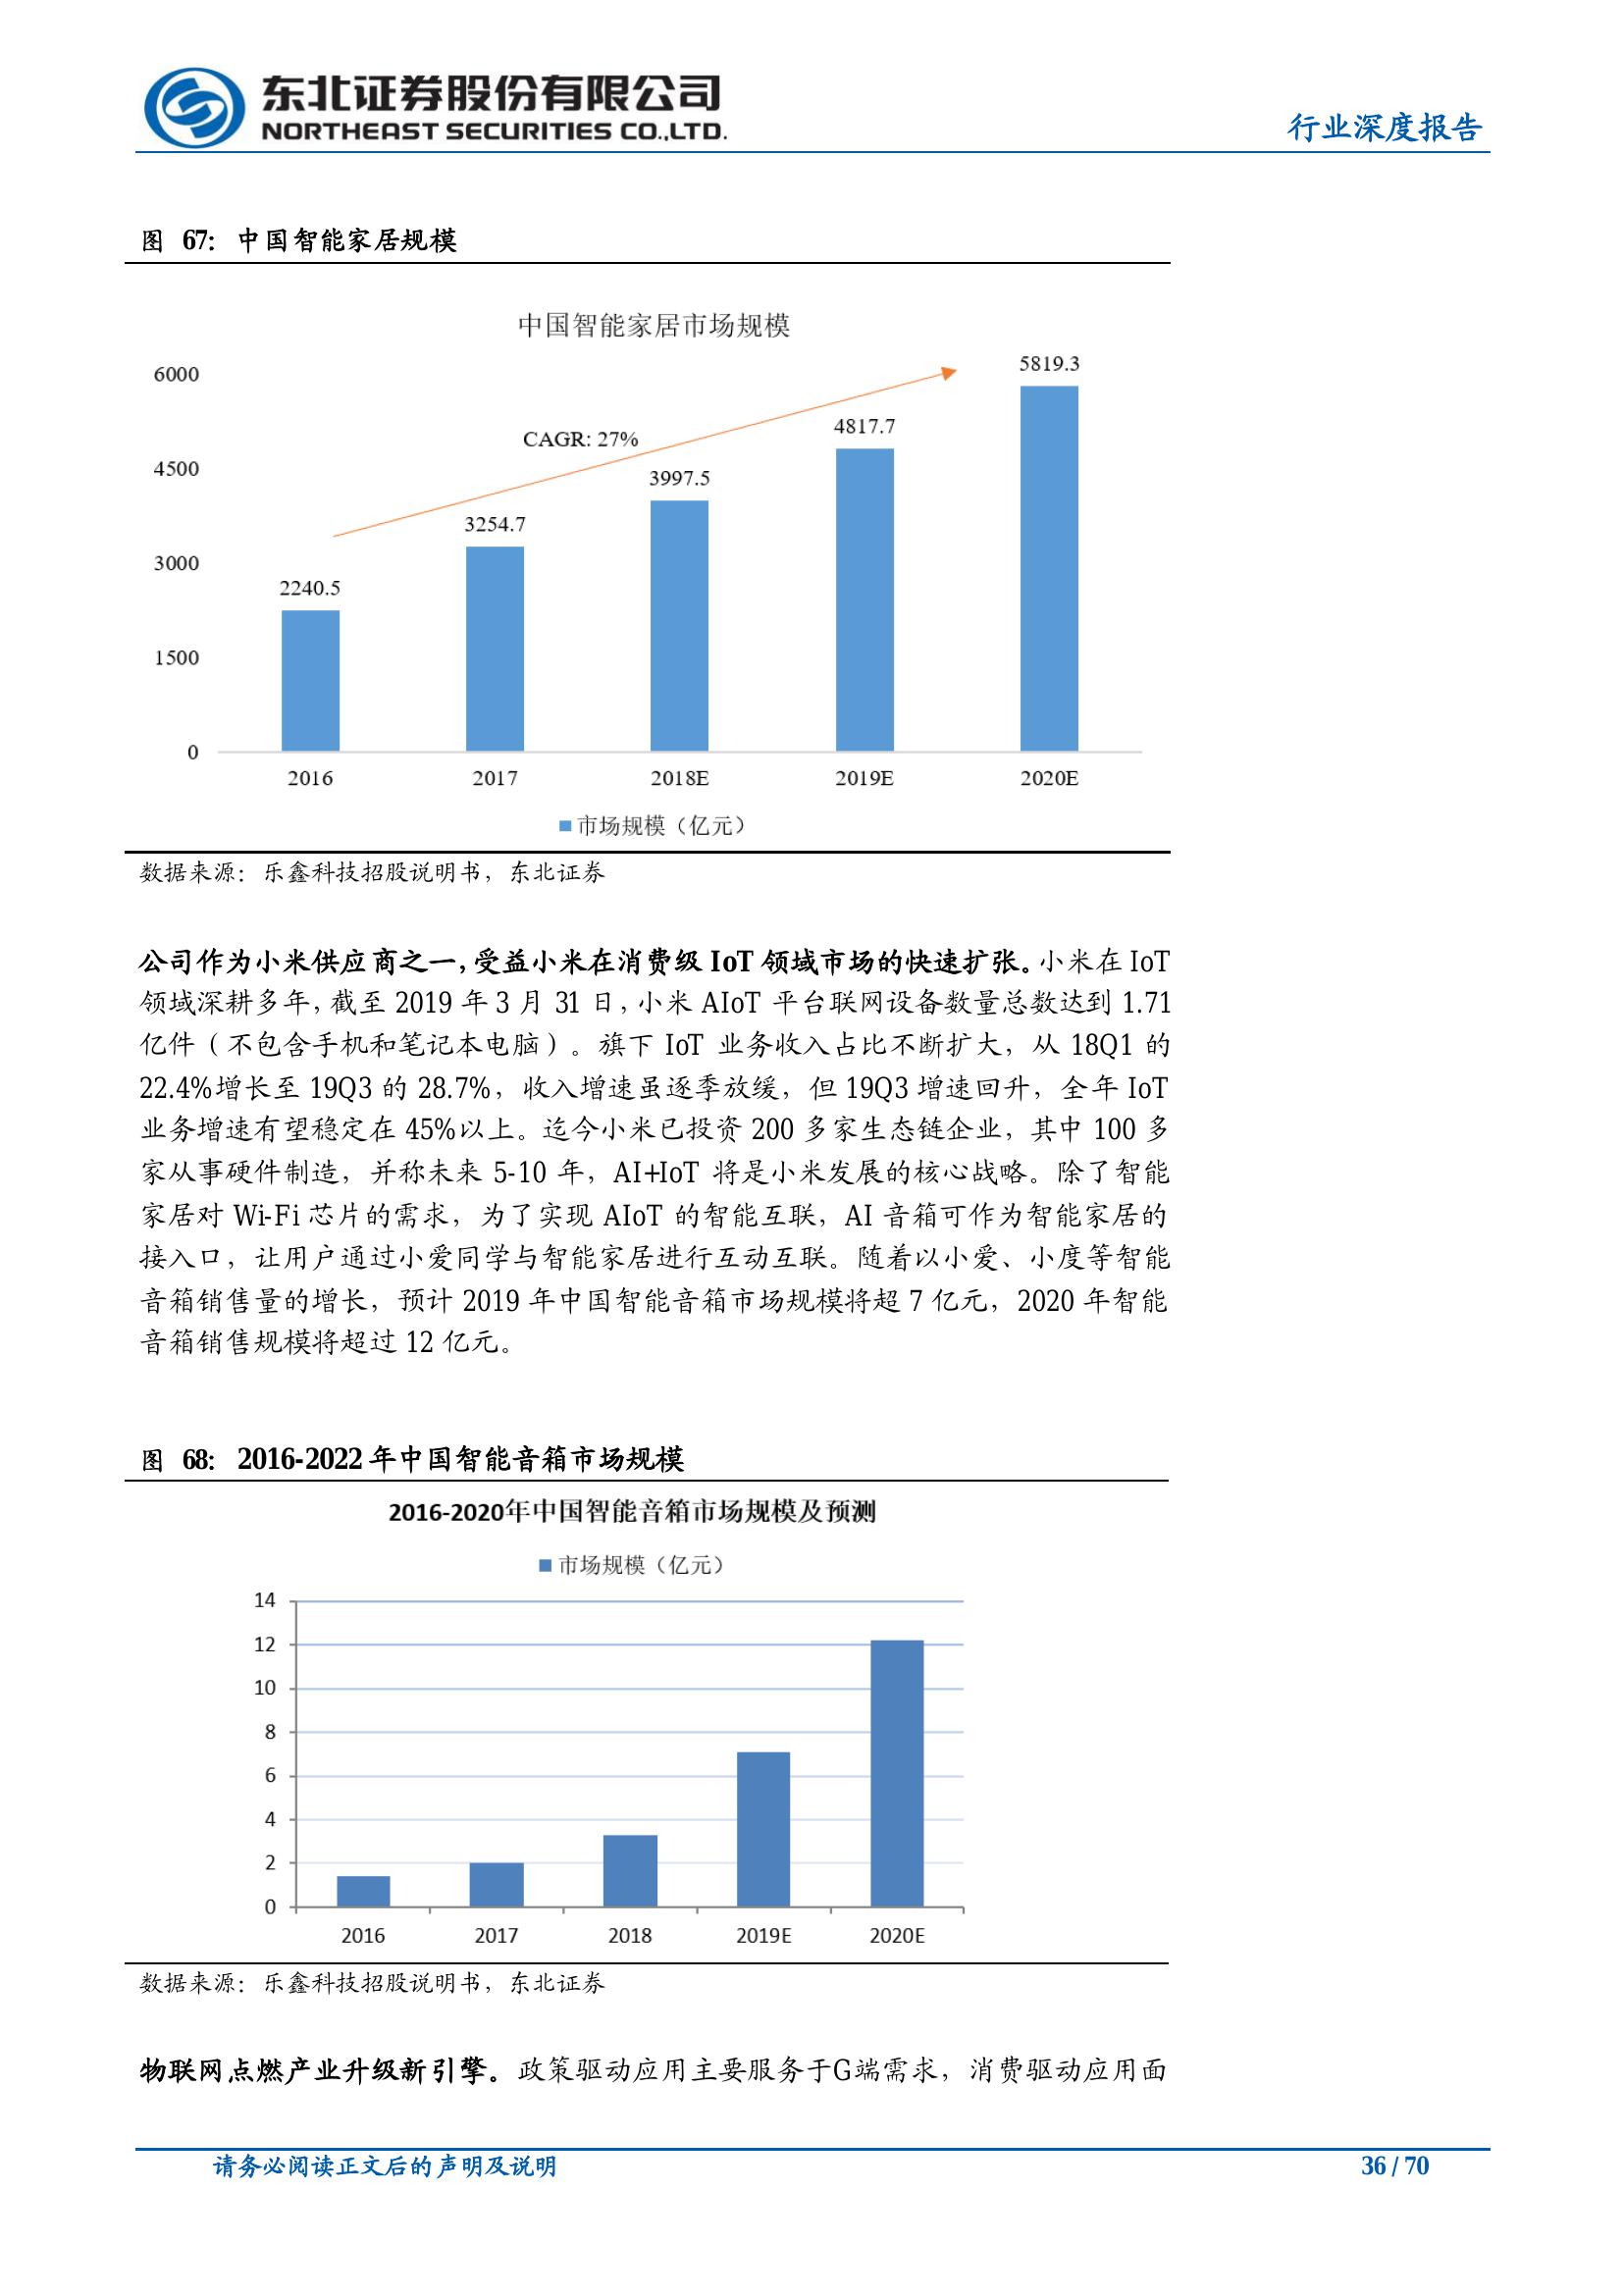 东北证券股份有限公司
NORTHEAST SECURITIES CO.,LTD.
行业深度报告
图 67: 中国智能家居规模
中国智能家居市场规模
6000
4500
3000
1500
0
CAGR: 27%
2240.5
3254.7
3997.5
4817.7
5819.3
2016 2017 2018E 2019E 2020E
市场规模（亿元）
数据来源：乐鑫科技招股说明书，东北证券
公司作为小米供应商之一，受益小米在消费级 IoT 领域市场的快速扩张。小米在 IoT
领域深耕多年，截至 2019 年 3 月 31 日，小米 AIoT 平台联网设备数量总数达到 1.71
亿件（不包含手机和笔记本电脑）。旗下 IoT 业务收入占比不断扩大，从 18Q1 的
22.4%增长至 19Q3 的 28.7%，收入增速虽逐季放缓，但 19Q3 增速回升，全年 IoT
业务增速有望稳定在 45%以上。迄今小米已投资 200 多家生态链企业，其中 100 多
家从事硬件制造，并称未来 5-10 年，AI+IoT 将是小米发展的核心战略。除了智能
家居对 Wi-Fi 芯片的需求，为了实现 AIoT 的智能互联，AI 音箱可作为智能家居的
接入口，让用户通过小爱同学与智能家居进行互动互联。随着以小爱、小度等智能
音箱销售量的增长，预计 2019 年中国智能音箱市场规模将超 7 亿元，2020 年智能
音箱销售规模将超过 12 亿元。
图 68: 2016-2022 年中国智能音箱市场规模
2016-2020年中国智能音箱市场规模及预测
市场规模（亿元）
14
12
10
8
6
4
2
0
2016 2017 2018 2019E 2020E
数据来源：乐鑫科技招股说明书，东北证券
物联网点燃产业升级新引擎。政策驱动应用主要服务于G端需求，消费驱动应用面
请务必阅读正文后的声明及说明
36 / 70